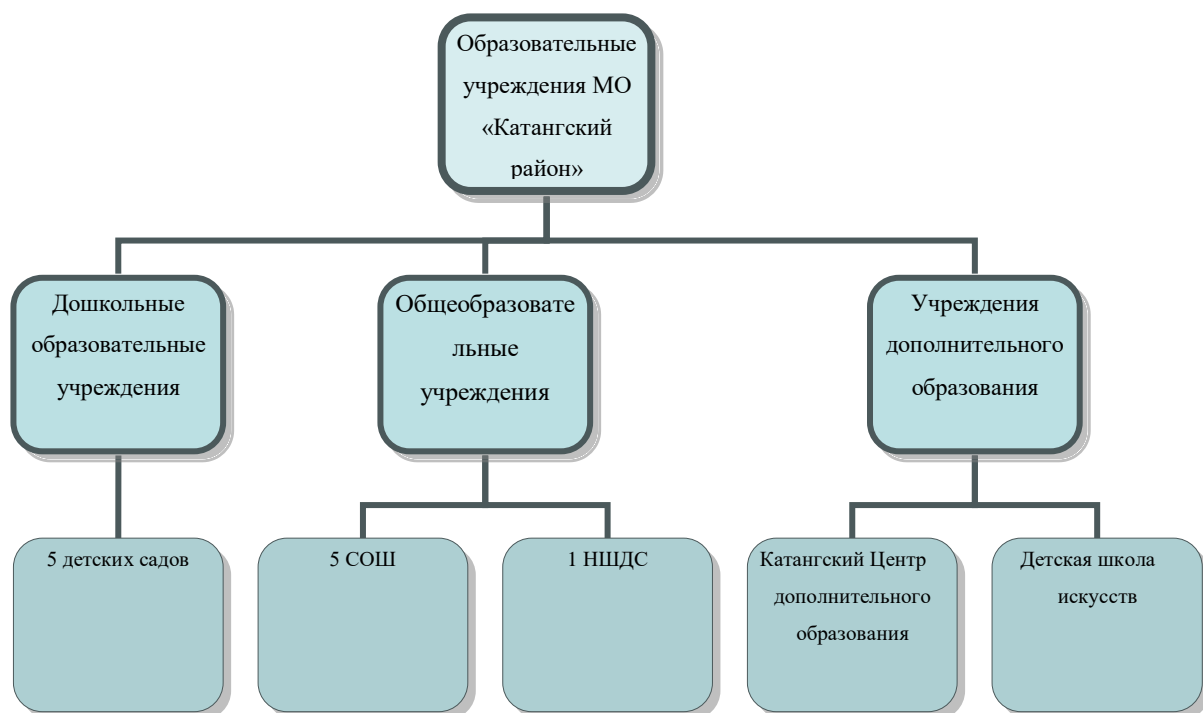 Образовательные
учреждения МО
«Катангский
район»
Дошкольные
образовательные
учреждения
Общеобразовате
льные
учреждения
Учреждения
дополнительного
образования
5 детских садов
5 СОШ
1 НШДС
Катангский Центр
дополнительного
образования
Детская школа
искусств